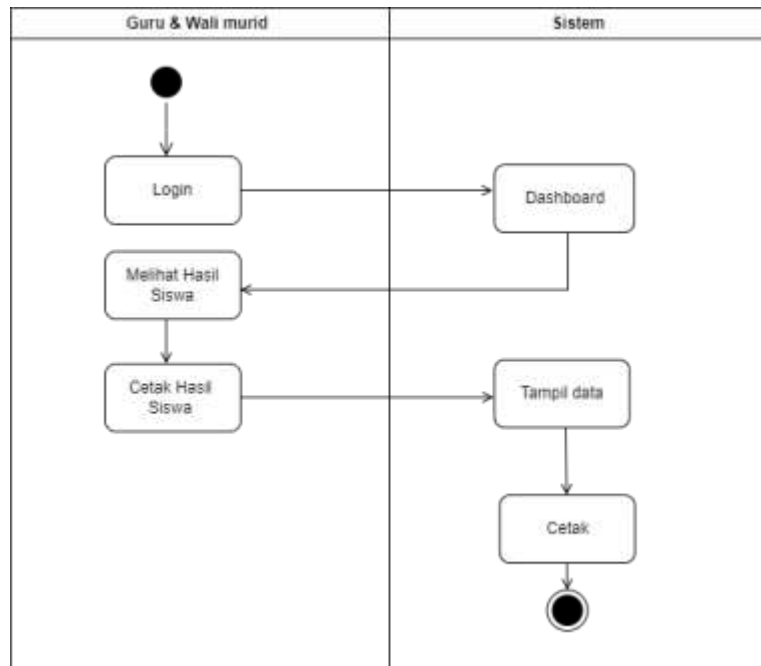 Guru & Wali murid
Sistem
Login
Dashboard
Melihat Hasil
Siswa
Cetak Hasil
Siswa
Tampil data
Cetak